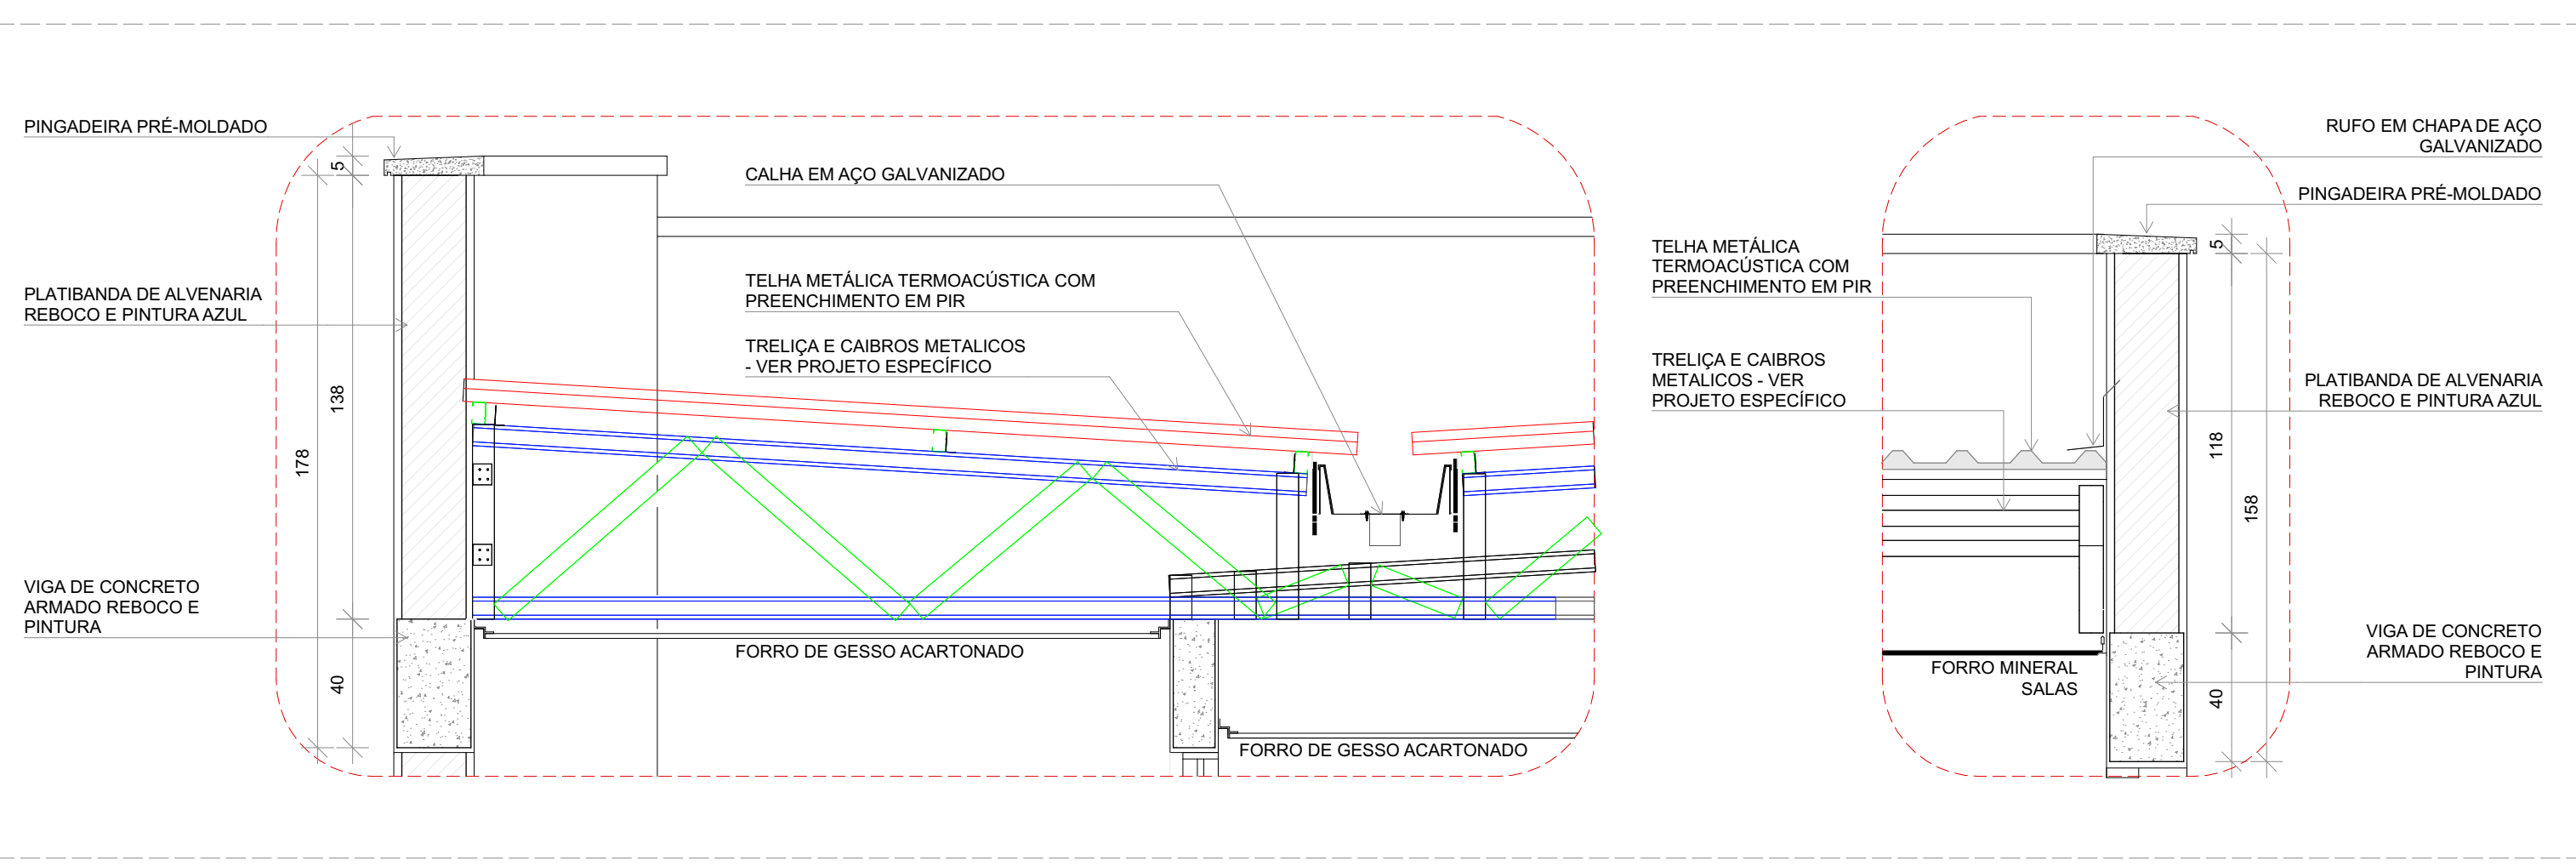 PINGADEIRA PRÉ-MOLDADO
5
PLATIBANDA DE ALVENARIA
REBOCO E PINTURA AZUL
138
178
VIGA DE CONCRETO
ARMADO REBOCO E
PINTURA
40
CALHA EM AÇO GALVANIZADO
TELHA METÁLICA TERMOACÚSTICA COM
PREENCHIMENTO EM PIR
TRELIÇA E CAIBROS METALICOS
- VER PROJETO ESPECÍFICO
FORRO DE GESSO ACARTONADO
FORRO DE GESSO ACARTONADO
TELHA METÁLICA
TERMOACÚSTICA COM
PREENCHIMENTO EM PIR
TRELIÇA E CAIBROS
METALICOS - VER
PROJETO ESPECÍFICO
FORRO MINERAL
SALAS
RUFO EM CHAPA DE AÇO
GALVANIZADO
PINGADEIRA PRÉ-MOLDADO
5
PLATIBANDA DE ALVENARIA
REBOCO E PINTURA AZUL
118
158
VIGA DE CONCRETO
ARMADO REBOCO E
PINTURA
40